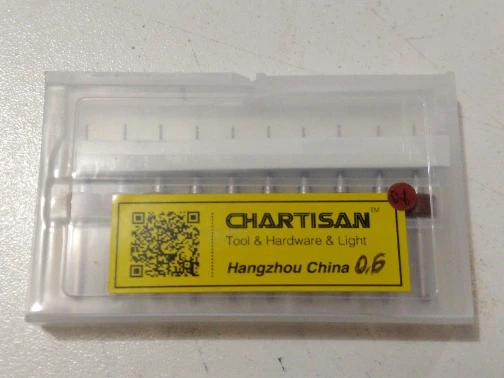 CHARTISAN™
Tool & Hardware & Light
Hangzhou China 0.6